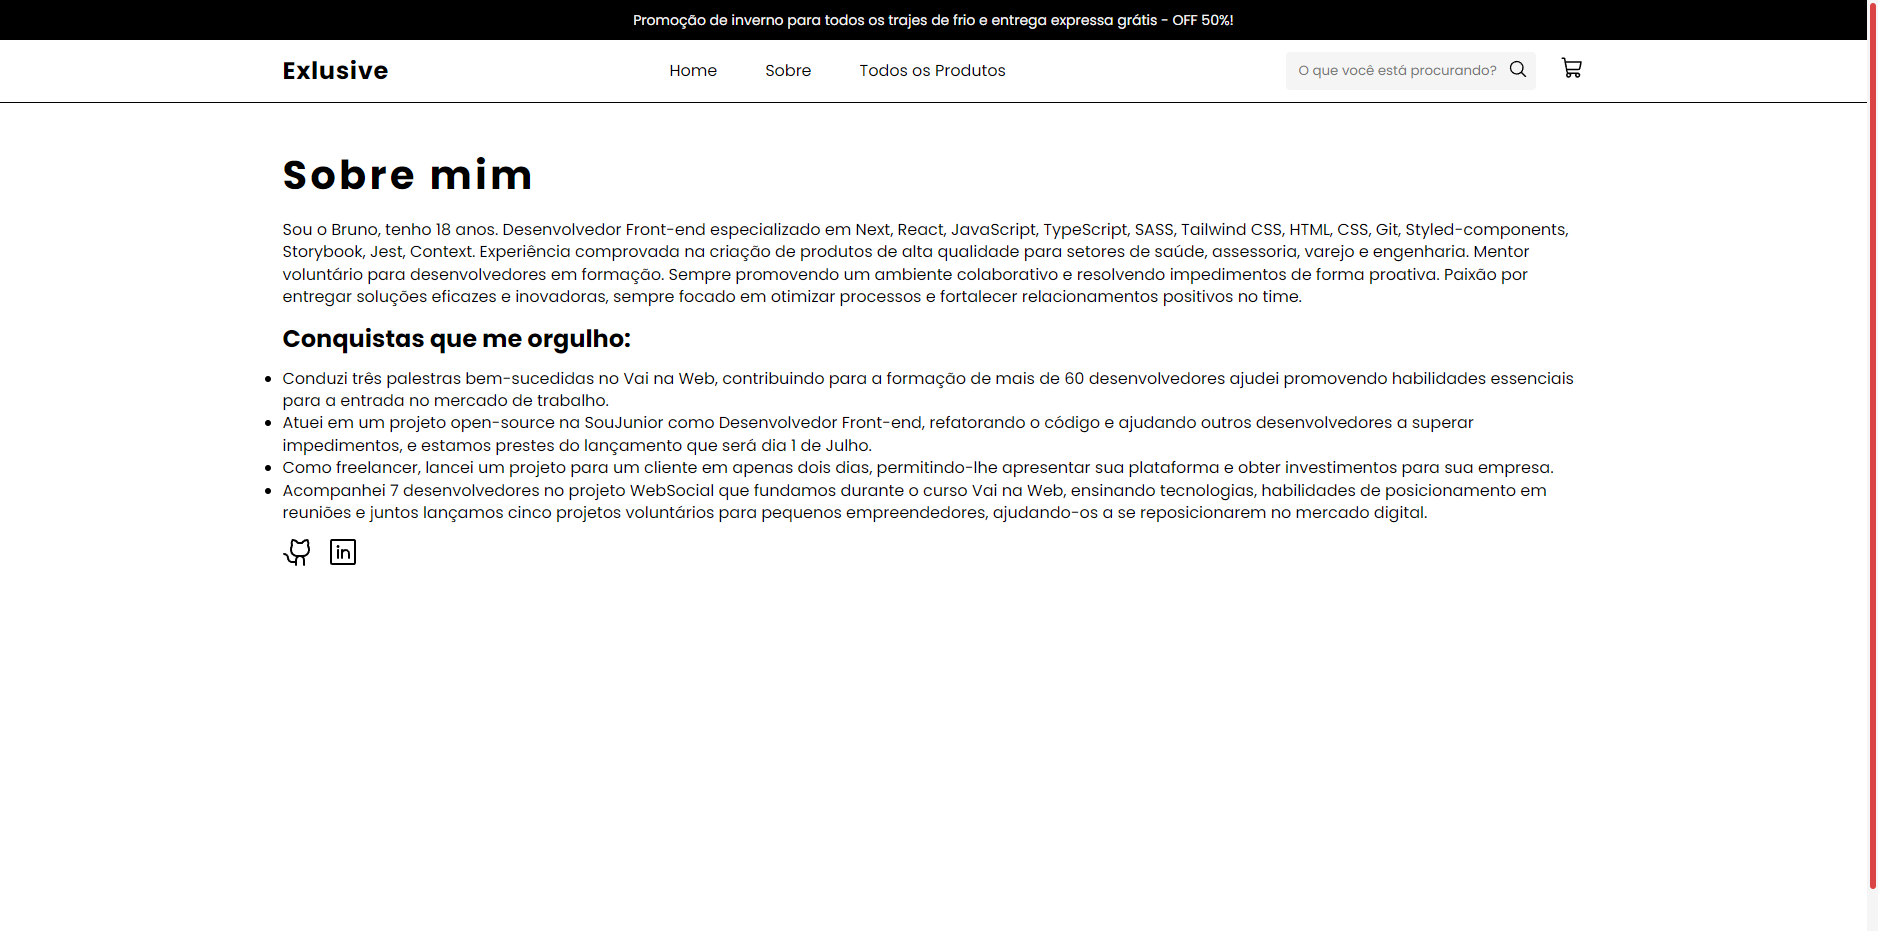 Promoção de inverno para todos os trajes de frio e entrega expressa grátis - OFF 50%!
Exlusive
Home
Sobre
Todos os Produtos
O que você está procurando?
Sobre mim
Sou o Bruno, tenho 18 anos. Desenvolvedor Front-end especializado em Next, React, JavaScript, TypeScript, SASS, Tailwind CSS, HTML, CSS, Git, Styled-components,
Storybook, Jest, Context. Experiência comprovada na criação de produtos de alta qualidade para setores de saúde, assessoria, varejo e engenharia. Mentor
voluntário para desenvolvedores em formação. Sempre promovendo um ambiente colaborativo e resolvendo impedimentos de forma proativa. Paixão por
entregar soluções eficazes e inovadoras, sempre focado em otimizar processos e fortalecer relacionamentos positivos no time.
Conquistas que me orgulho:
• Conduzi três palestras bem-sucedidas no Vai na Web, contribuindo para a formação de mais de 60 desenvolvedores ajudei promovendo habilidades essenciais
para a entrada no mercado de trabalho.
• Atuei em um projeto open-source na SouJunior como Desenvolvedor Front-end, refatorando o código e ajudando outros desenvolvedores a superar
impedimentos, e estamos prestes do lançamento que será dia 1 de Julho.
• Como freelancer, lancei um projeto para um cliente em apenas dois dias, permitindo-lhe apresentar sua plataforma e obter investimentos para sua empresa.
• Acompanhei 7 desenvolvedores no projeto WebSocial que fundamos durante o curso Vai na Web, ensinando tecnologias, habilidades de posicionamento em
reuniões e juntos lançamos cinco projetos voluntários para pequenos empreendedores, ajudando-os a se reposicionarem no mercado digital.
in